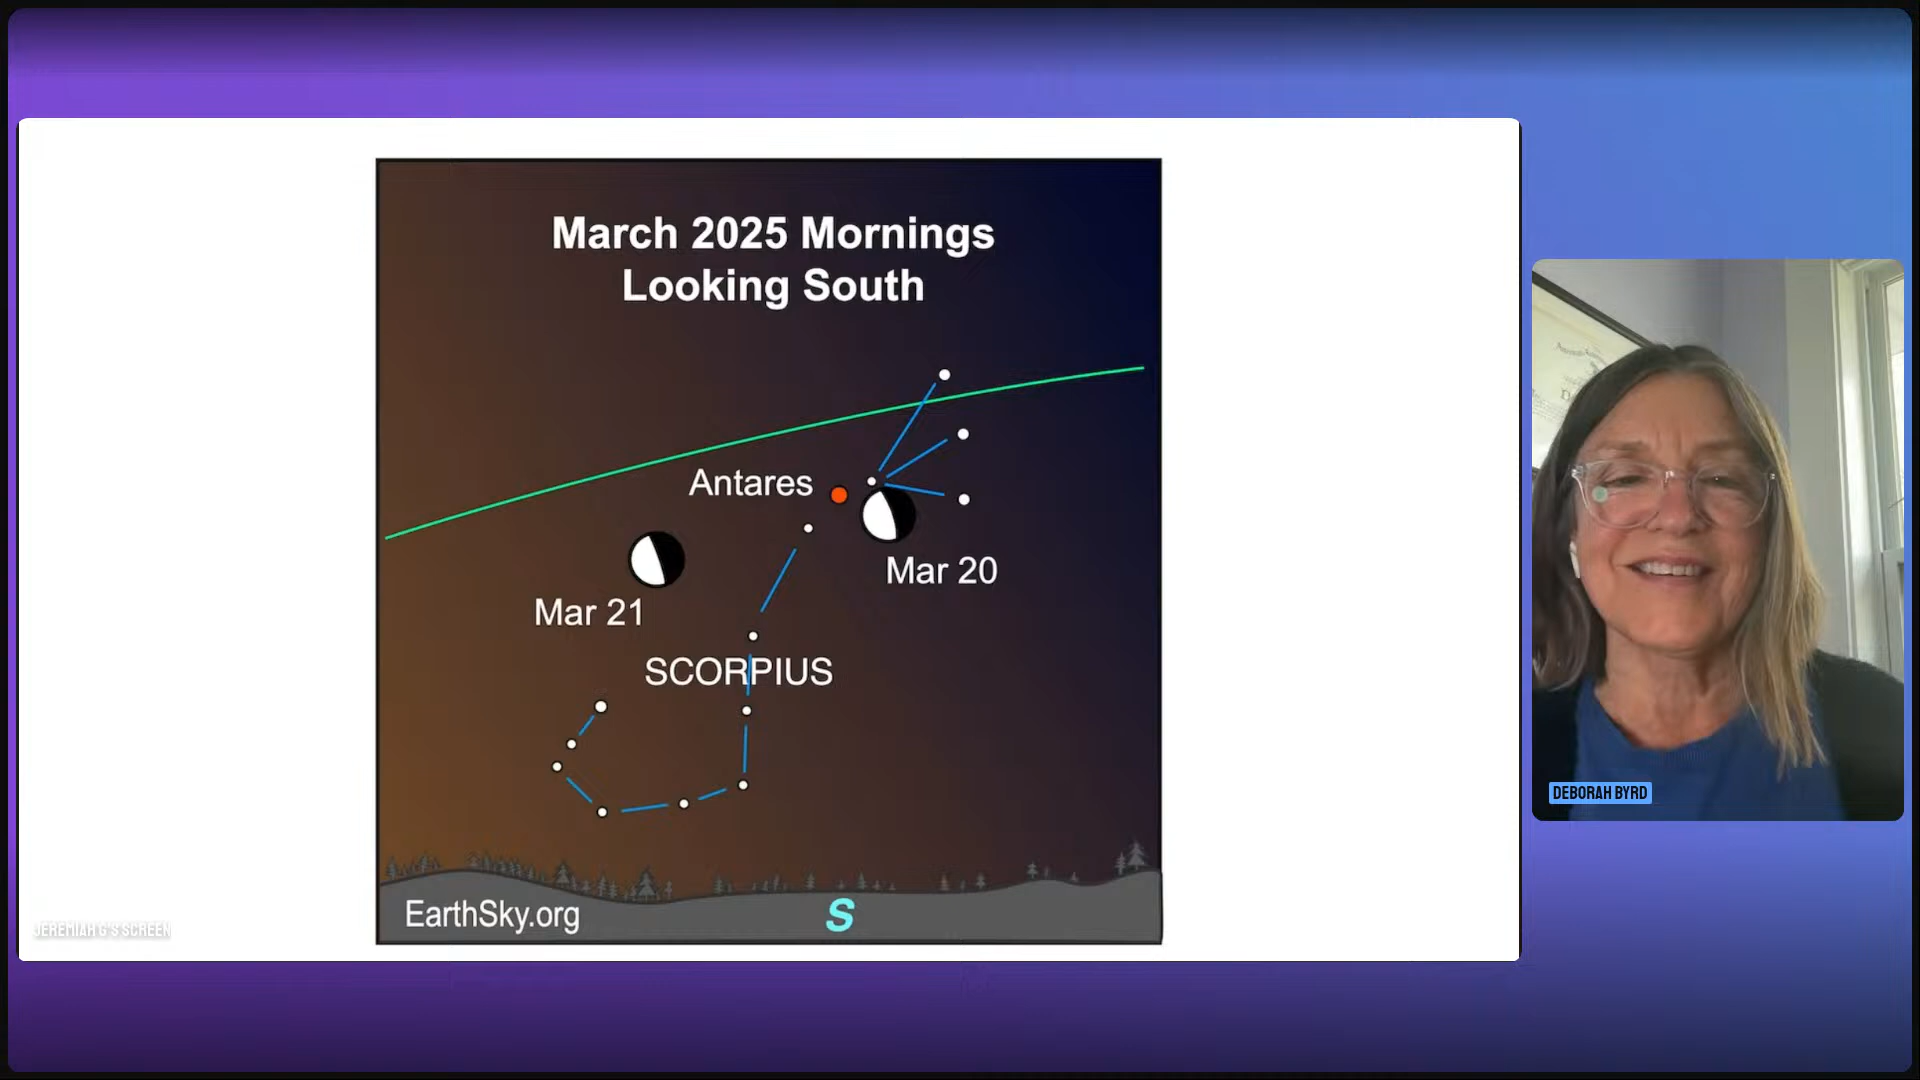 March 2025 Mornings
Looking South
Antares
Mar 20
Mar 21
SCORPIUS
EarthSky.org
S
JEREMIAH G'S SCREEN
DEBORAH BYRD